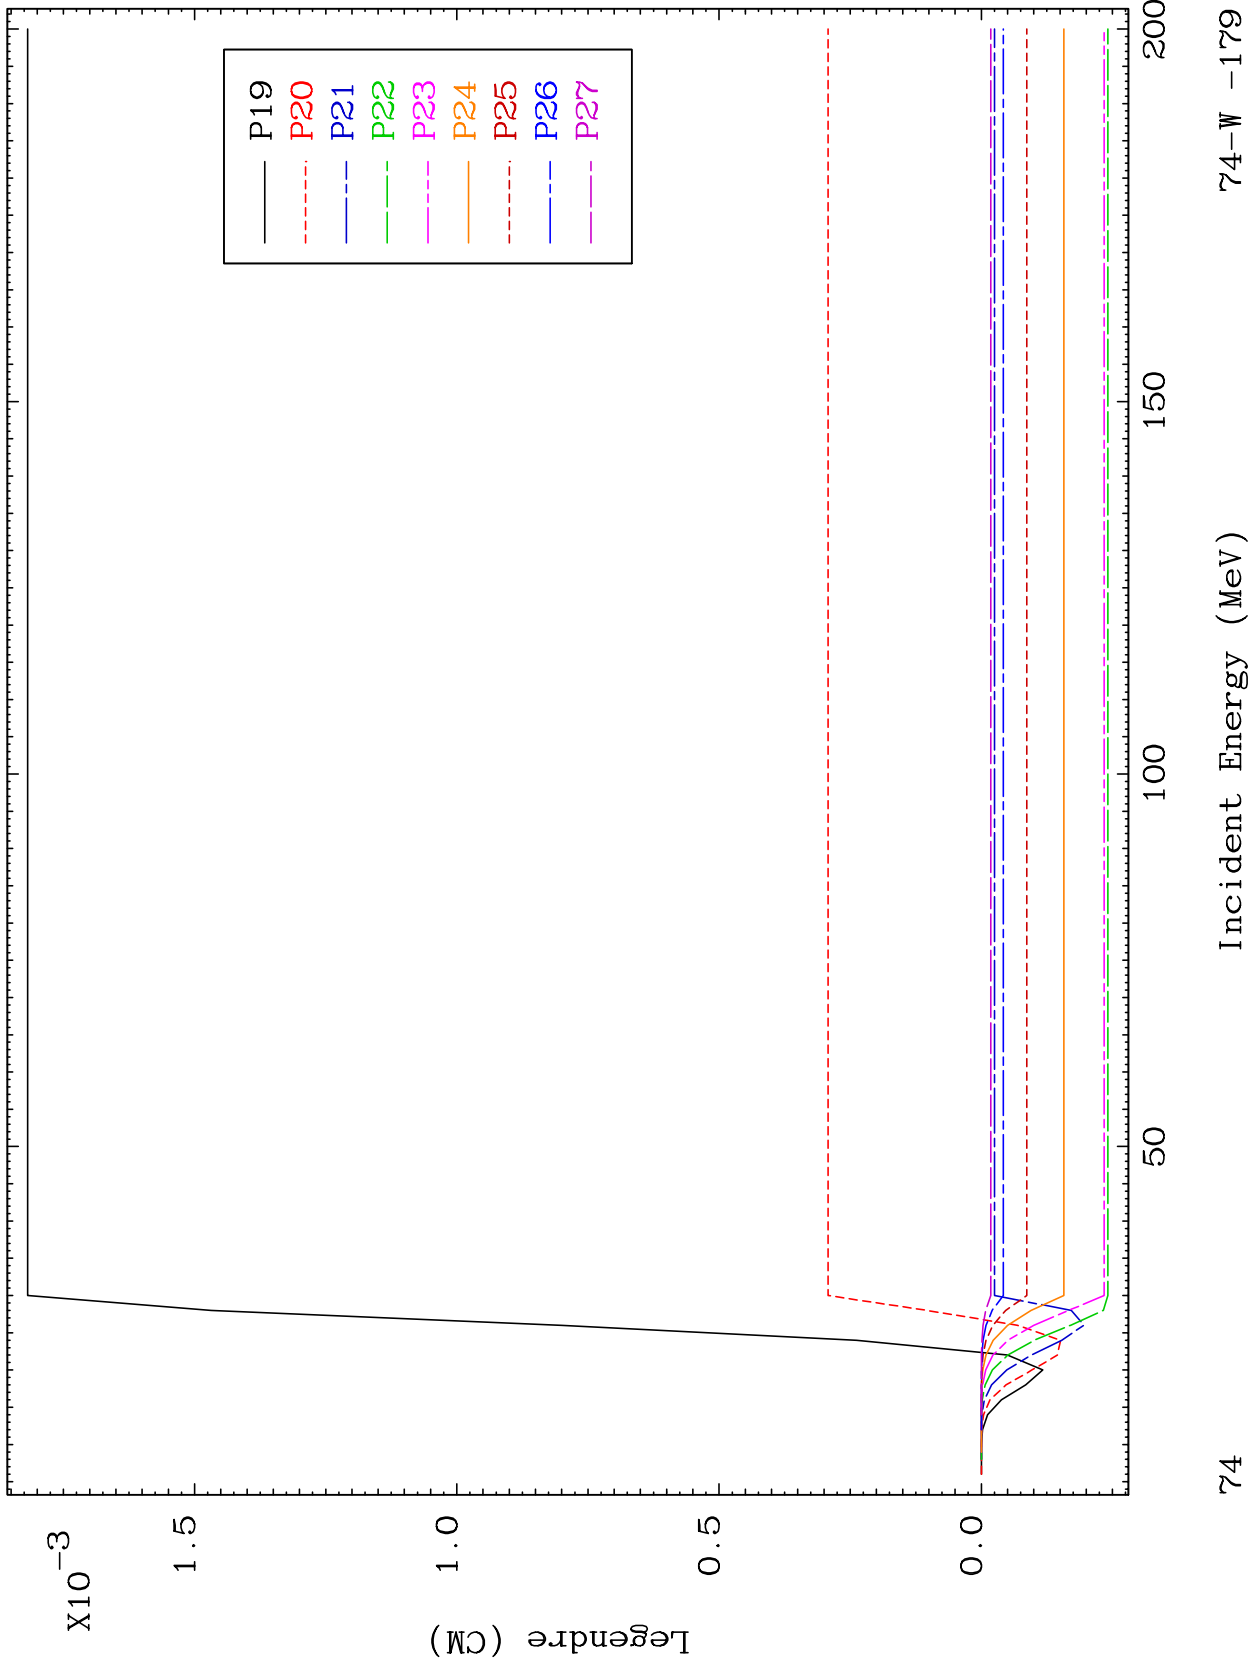 X10-3
1.5
1.0
0.5
0.0
Legendre (CM)
P19
P20
P21
P22
P23
P24
P25
P26
P27
50
100
150
200
Incident Energy (MeV)
74
74-W -179